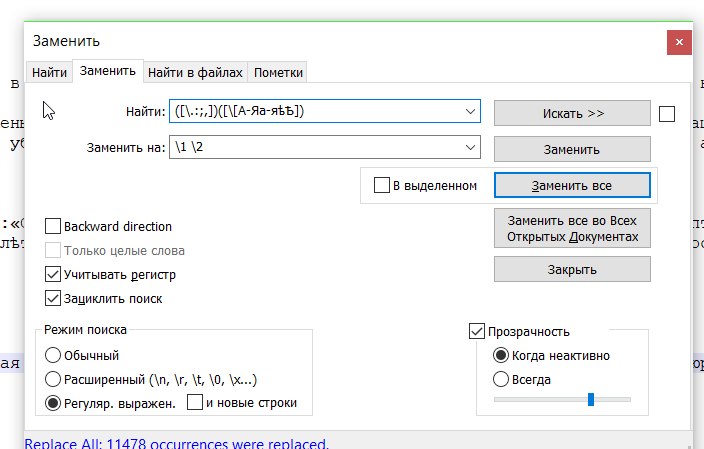 Заменить
Найти
Заменить
Найти в файлах
Пометки
Найти: ([\.:;,])([\[А-Яа-яѣѢ])
Искать >>
Заменить на: \1 \2
Заменить
В выделенном
Заменить все
Backward direction
Заменить все во Всех
Открытых Документах
Только целые слова
Учитывать регистр
Закрыть
Зациклить поиск
Режим поиска
Прозрачность
Обычный
Когда неактивно
Расширенный (\n, \r, \t, \0, \x...)
Всегда
Регуляр. выражен.
и новые строки
Replace All: 11478 occurrences were replaced.